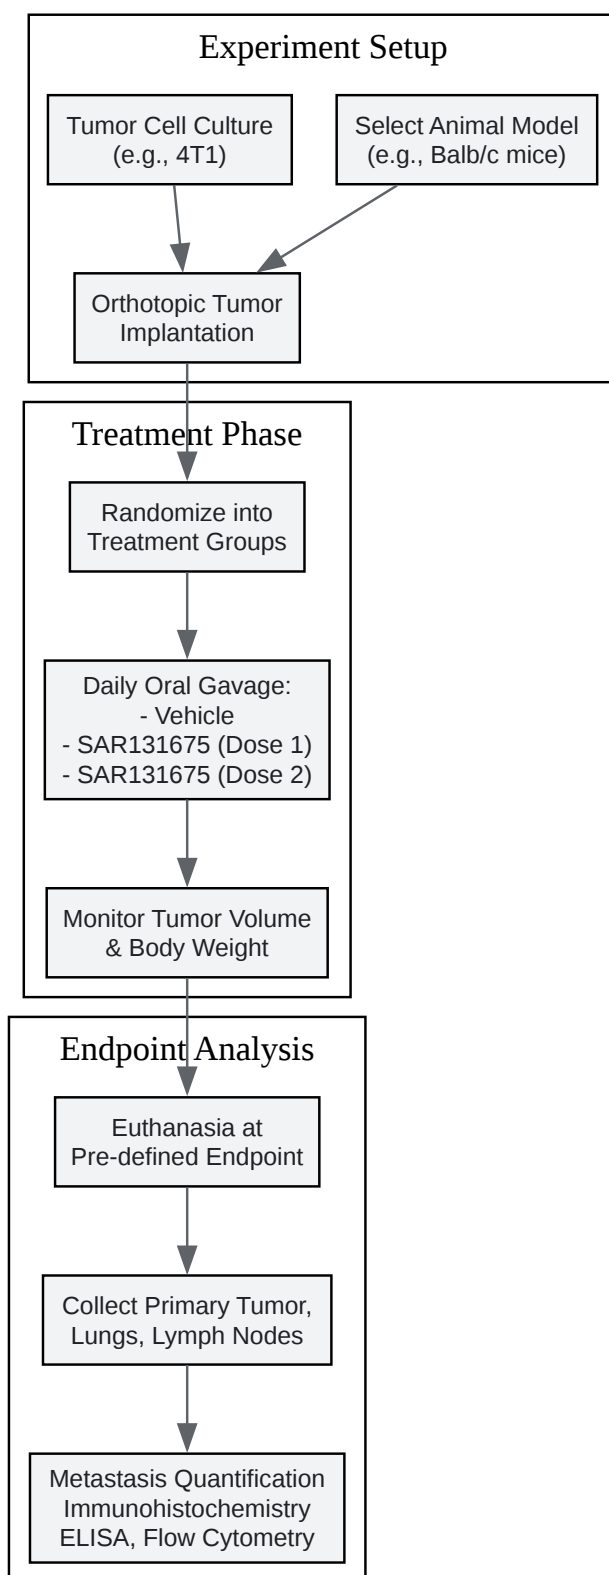 Experiment Setup
Tumor Cell Culture
(e.g., 4T1)
Select Animal Model
(e.g., Balb/c mice)
Orthotopic Tumor
Implantation
Treatment Phase
Randomize into
Treatment Groups
Daily Oral Gavage:
- Vehicle
- SAR131675 (Dose 1)
- SAR131675 (Dose 2)
Monitor Tumor Volume
& Body Weight
Endpoint Analysis
Euthanasia at
Pre-defined Endpoint
Collect Primary Tumor,
Lungs, Lymph Nodes
Metastasis Quantification
Immunohistochemistry
ELISA, Flow Cytometry